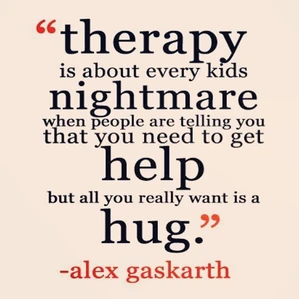 “therapy
is about every kids
nightmare
when people are telling you
that you need to get
help
but all you really want is a
hug.”
-alex gaskarth